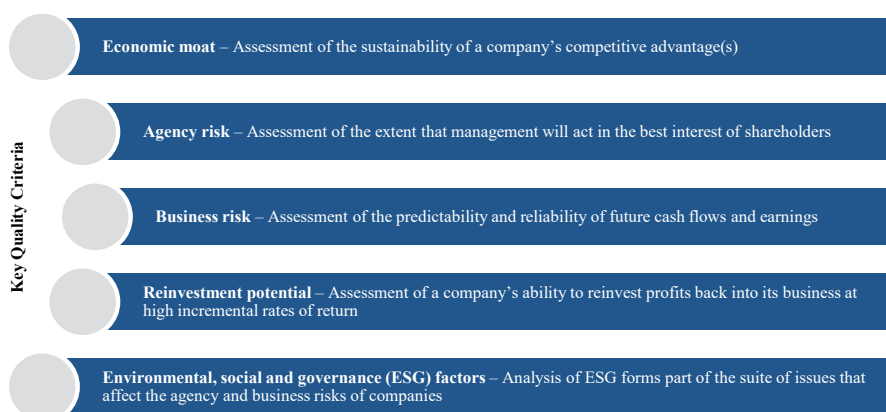 Key Quality Criteria
Economic moat – Assessment of the sustainability of a company’s competitive advantage(s)
Agency risk – Assessment of the extent that management will act in the best interest of shareholders
Business risk – Assessment of the predictability and reliability of future cash flows and earnings
Reinvestment potential – Assessment of a company’s ability to reinvest profits back into its business at
high incremental rates of return
Environmental, social and governance (ESG) factors – Analysis of ESG forms part of the suite of issues that
affect the agency and business risks of companies